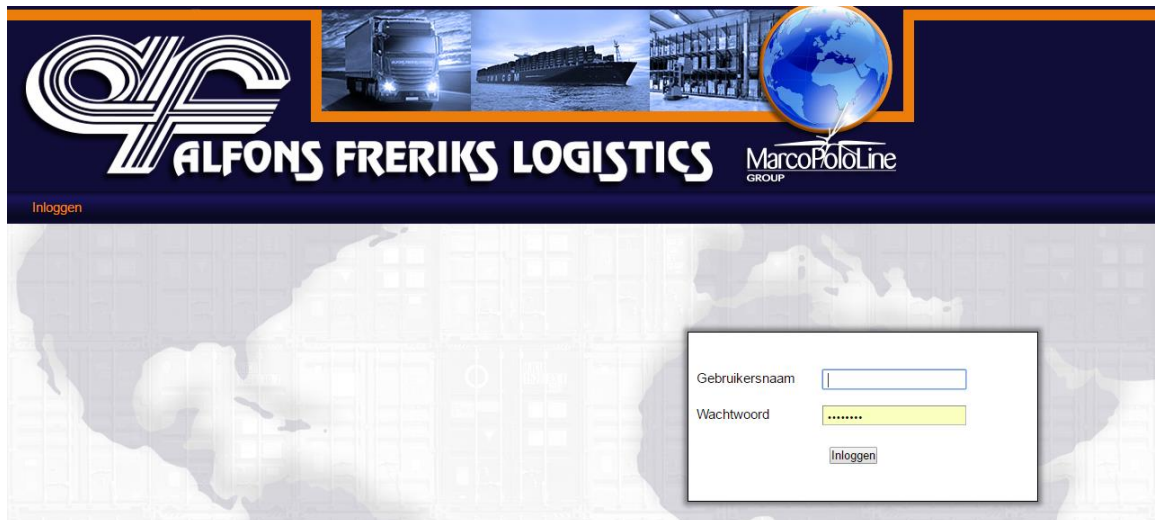 ALFONS FRERIKS LOGISTICS
MarcoPoloLine
GROUP
Inloggen
Gebruikersnaam
Wachtwoord
Inloggen